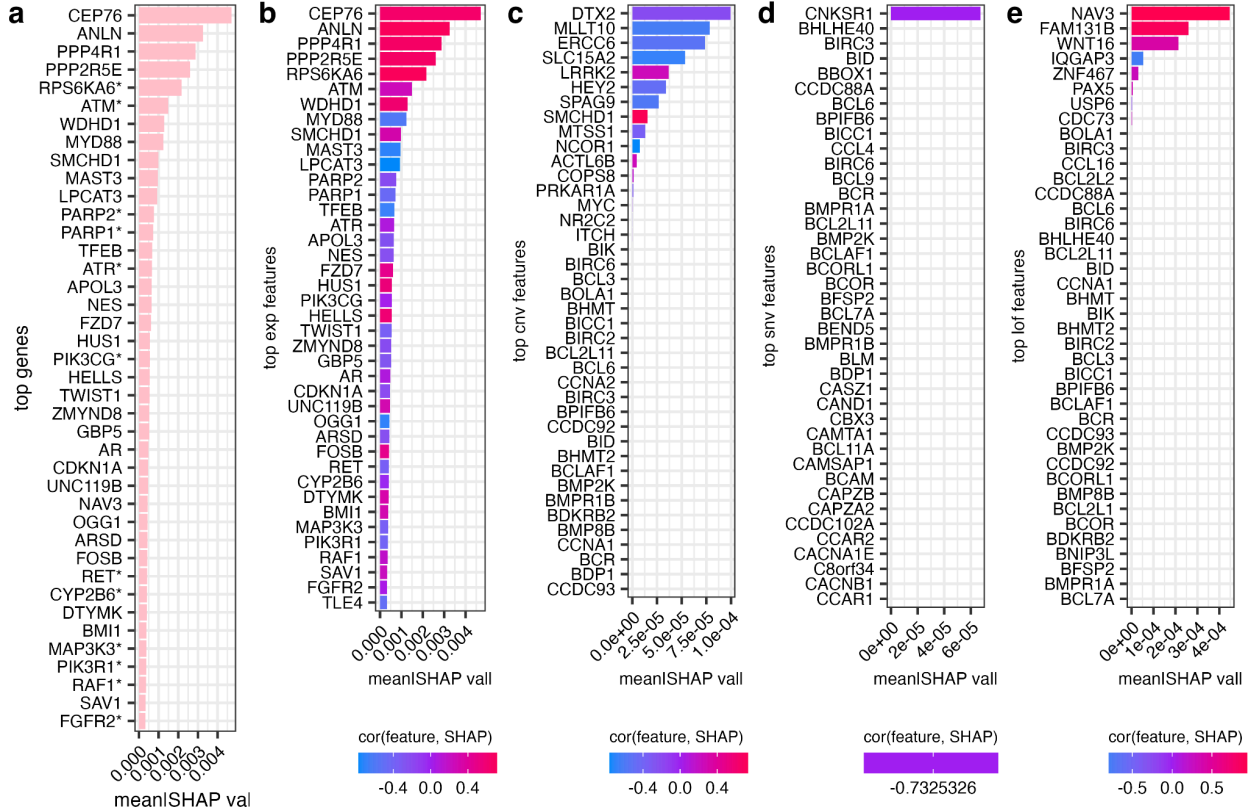 a
top genes
CEP76
ANLN
PPP4R1
PPP2R5E
RPS6KA6*
ATM*
WDHD1
MYD88
SMCHD1
MAST3
LPCAT3
PARP2*
PARP1*
TFEB
ATR*
APOL3
NES
FZD7
HUS1
PIK3CG*
HELLS
TWIST1
ZMYND8
GBP5
AR
CDKN1A
UNC119B
NAV3
OGG1
ARSD
FOSB
RET*
CYP2B6*
DTYMK
BMI1
MAP3K3*
PIK3R1*
RAF1*
SAV1
FGFR2*
0.000
0.001
0.002
0.003
0.004
mean|SHAP val
b
top exp features
CEP76
ANLN
PPP4R1
PPP2R5E
RPS6KA6
ATM
WDHD1
MYD88
SMCHD1
MAST3
LPCAT3
PARP2
PARP1
TFEB
ATR
APOL3
NES
FZD7
HUS1
PIK3CG
HELLS
TWIST1
ZMYND8
GBP5
AR
CDKN1A
UNC119B
OGG1
ARSD
FOSB
RET
CYP2B6
DTYMK
BMI1
MAP3K3
PIK3R1
RAF1
SAV1
FGFR2
TLE4
0.000
0.001
0.002
0.003
0.004
mean|SHAP val|
cor(feature, SHAP)
-0.4 0.0 0.4
c
top cnv features
DTX2
MLLT10
ERCC6
SLC15A2
LRRK2
HEY2
SPAG9
SMCHD1
MTSS1
NCOR1
ACTL6B
COPS8
PRKAR1A
MYC
NR2C2
ITCH
BIK
BIRC6
BCL3
BOLA1
BHMT
BICC1
BIRC2
BCL2L11
BCL6
CCNA2
BIRC3
BPIFB6
CCDC92
BID
BHMT2
BCLAF1
BMP2K
BMPR1B
BDKRB2
BMP8B
CCNA1
BCR
BDP1
CCDC93
0.0e+00
2.5e-05
5.0e-05
7.5e-05
1.0e-04
mean|SHAP val|
cor(feature, SHAP)
-0.4 0.0 0.4
d
top snv features
CNKSR1
BHLHE40
BIRC3
BID
BBOX1
CCDC88A
BCL6
BPIFB6
BICC1
CCL4
BIRC6
BCL9
BCR
BMPR1A
BCL2L11
BMP2K
BCLAF1
BCORL1
BCOR
BFSP2
BCL7A
BEND5
BMPR1B
BLM
BDP1
CASZ1
CAND1
CBX3
CAMTA1
BCL11A
CAMSAP1
BCAM
CAPZB
CAPZA2
CCDC102A
CCAR2
CACNA1E
C8orf34
CACNB1
CCAR1
0e+00
2e-05
4e-05
6e-05
mean|SHAP val|
cor(feature, SHAP)
-0.7325326
e
top lof features
NAV3
FAM131B
WNT16
IQGAP3
ZNF467
PAX5
USP6
CDC73
BOLA1
BIRC3
CCL16
BCL2L2
CCDC88A
BCL6
BIRC6
BHLHE40
BCL2L11
BID
CCNA1
BHMT
BIK
BHMT2
BIRC2
BCL3
BICC1
BPIFB6
BCLAF1
BCR
CCDC93
BMP2K
CCDC92
BCORL1
BMP8B
BCL2L1
BCOR
BDKRB2
BNIP3L
BFSP2
BMPR1A
BCL7A
0e+00
1e-04
2e-04
3e-04
4e-04
mean|SHAP val|
cor(feature, SHAP)
-0.5 0.0 0.5